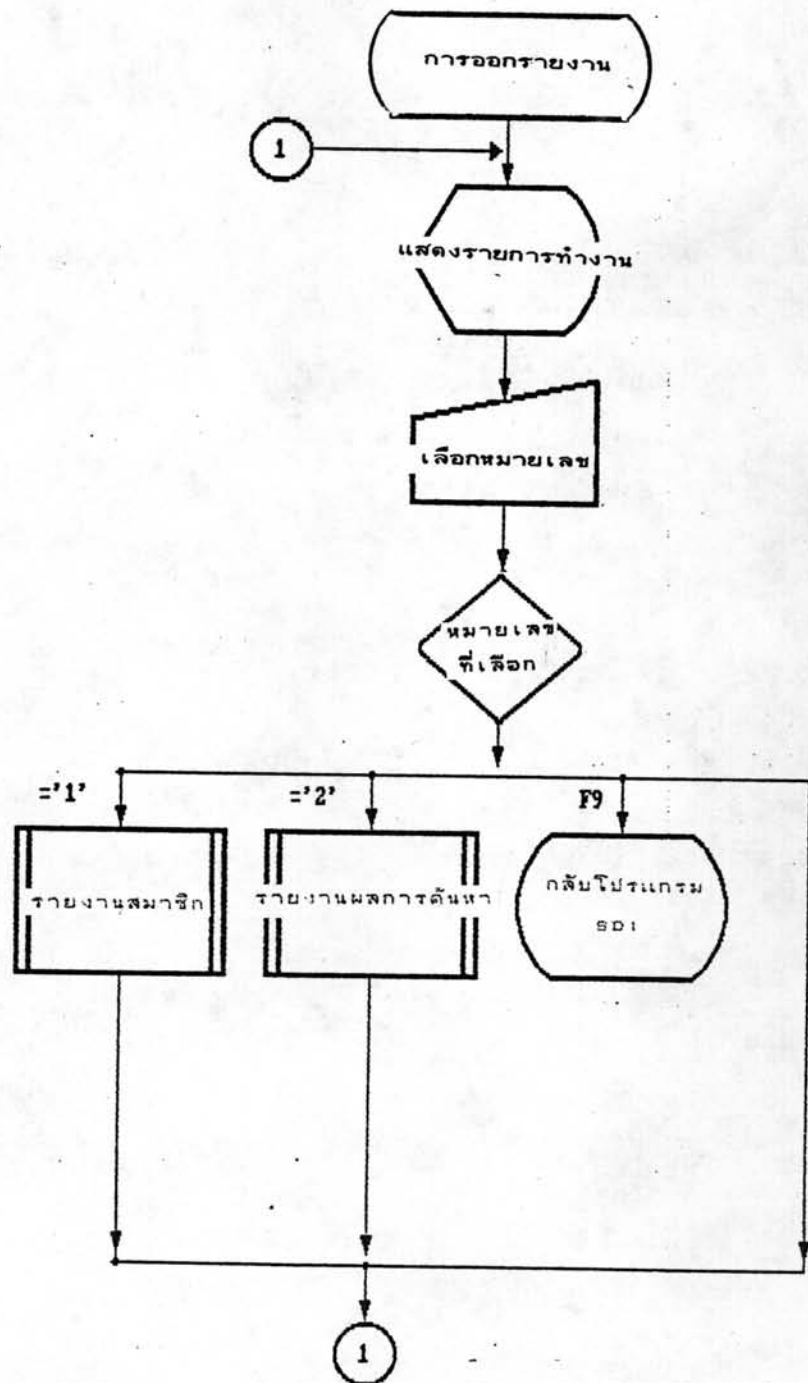 การออกรายงาน
1
แสดงรายการทำงาน
เลือกหมายเลข
หมายเลข
ที่เลือก
='1'
='2'
F9
รายงานสมาชิก
รายงานผลการค้นหา
กลับโปรแกรม
SDI
1